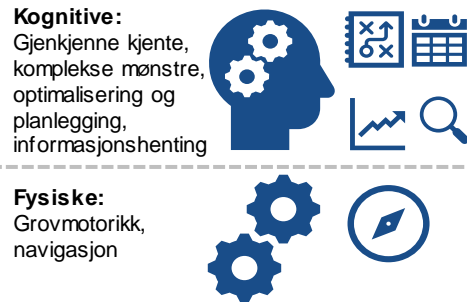 Kognitive:
Gjenkjenne kjente,
komplekse mønstre,
optimalisering og
planlegging,
informasjonshenting
Fysiske:
Grovmotorikk,
navigasjon